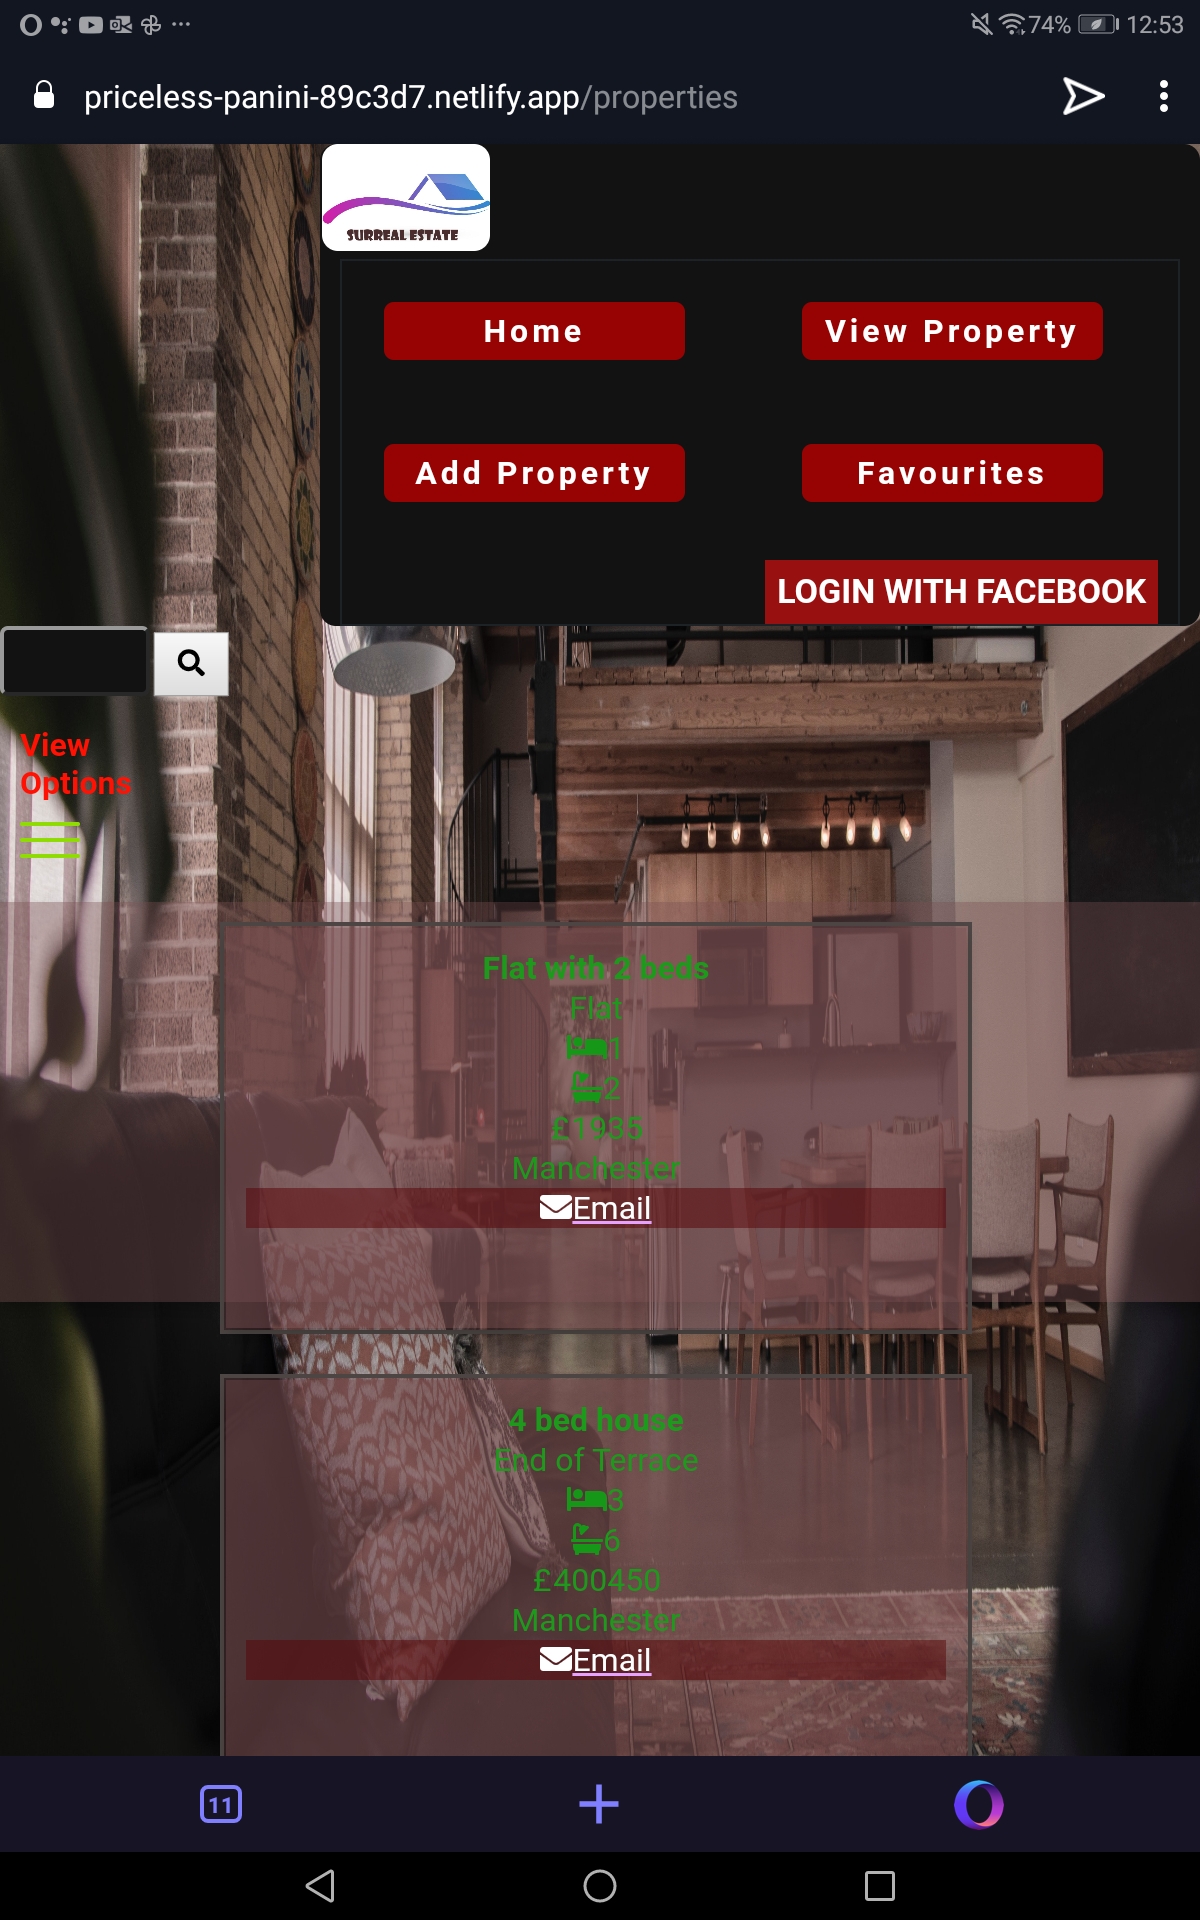 74% 12:53
priceless-panini-89c3d7.netlify.app/properties
SURREAL ESTATE
Home
View Property
Add Property
Favourites
LOGIN WITH FACEBOOK
View
Options
Flat with 2 beds
Flat
1
2
£1935
Manchester
Email
4 bed house
End of Terrace
3
6
£400450
Manchester
Email
11